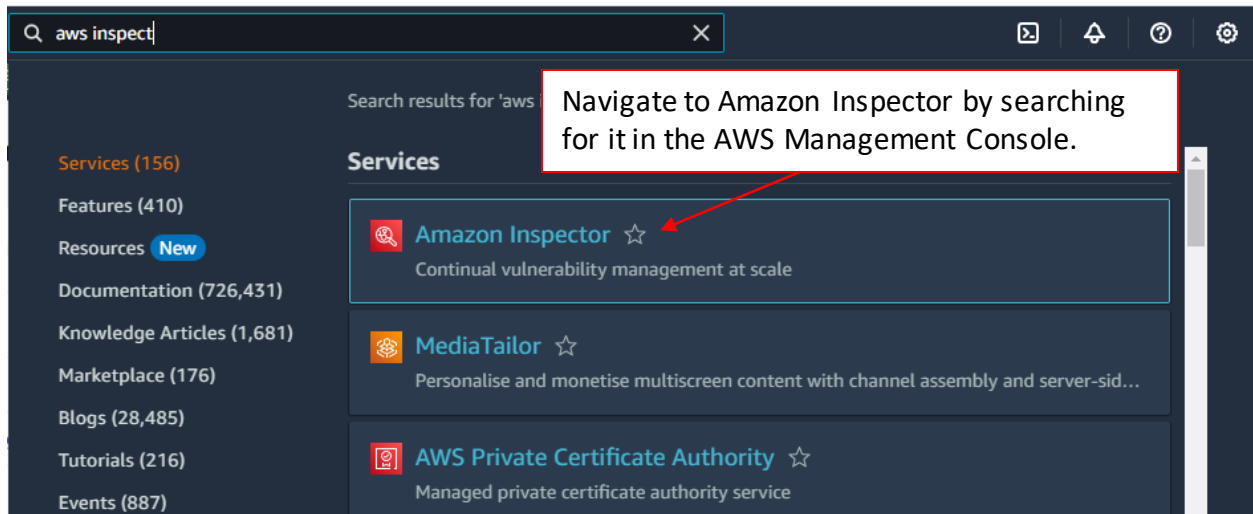 aws inspect
Search results for 'aws i
Navigate to Amazon Inspector by searching
for it in the AWS Management Console.
Services (156)
Features (410)
Resources New
Documentation (726,431)
Knowledge Articles (1,681)
Marketplace (176)
Blogs (28,485)
Tutorials (216)
Events (887)
Services
Amazon Inspector
Continual vulnerability management at scale
MediaTailor
Personalise and monetise multiscreen content with channel assembly and server-sid...
AWS Private Certificate Authority
Managed private certificate authority service